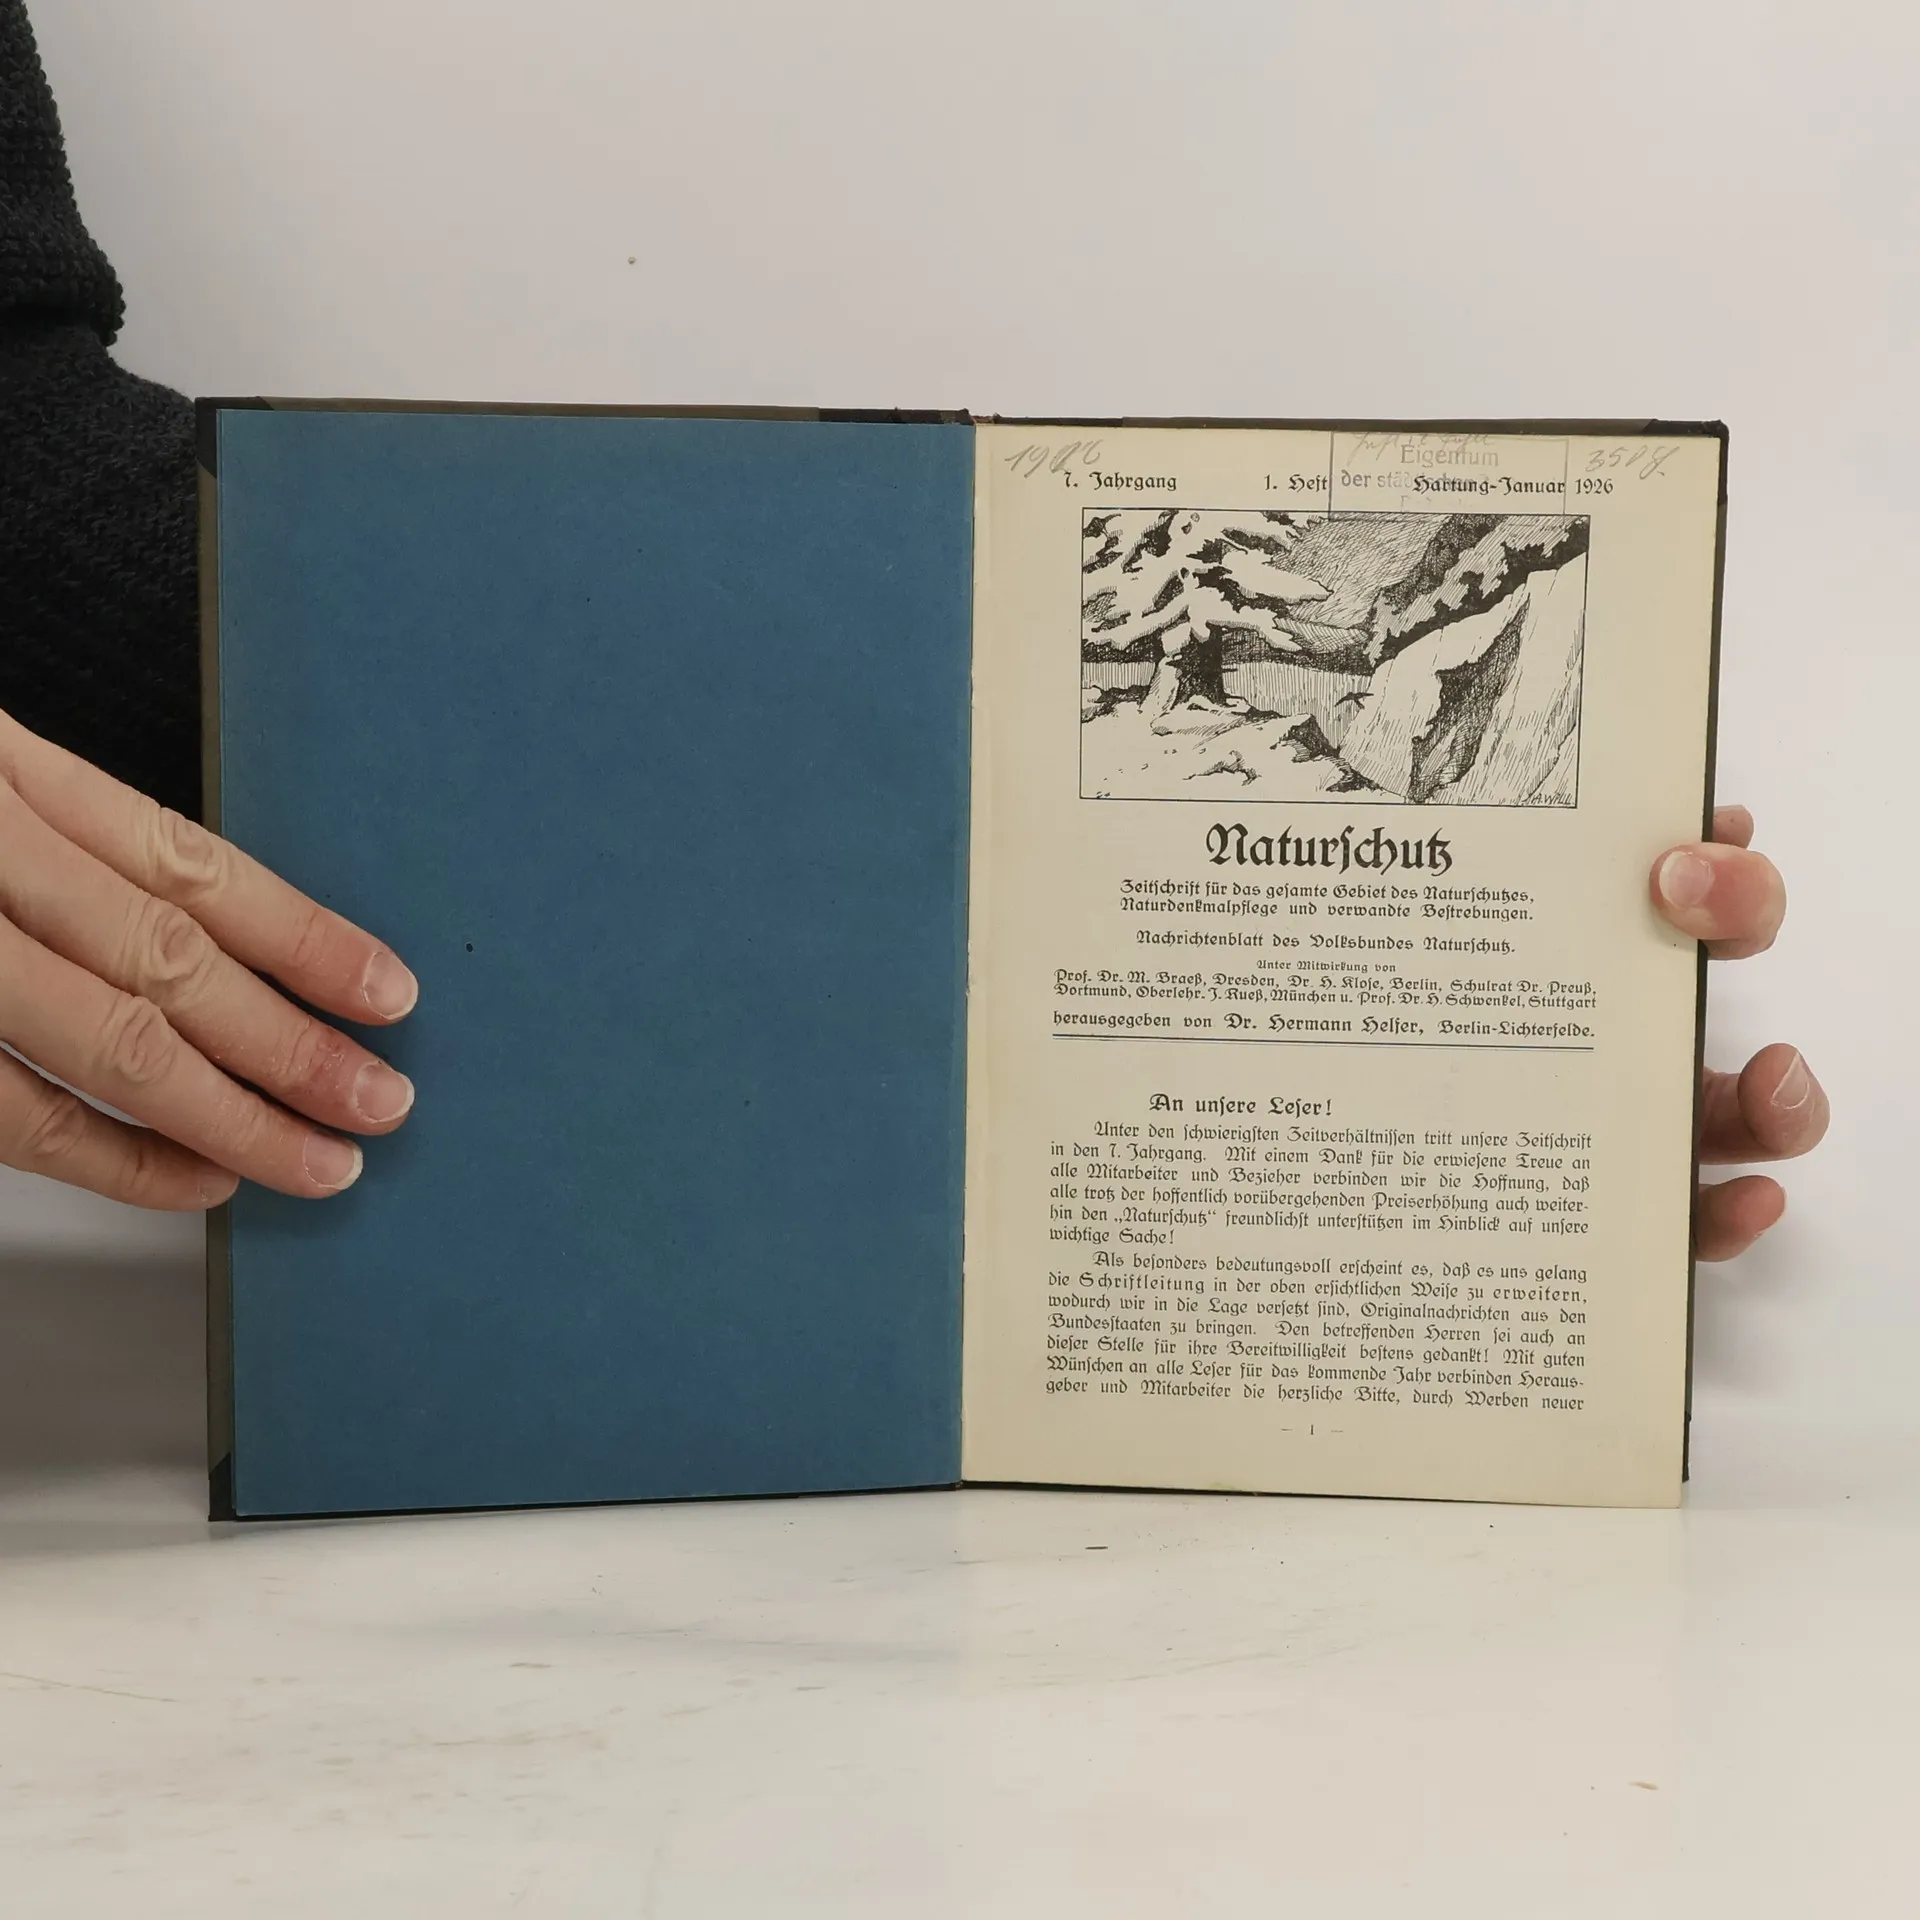 Eigentum
7. Jahrgang 1. Heft der Hartung-Januar 1926
H.WILL
Naturschutz
Zeitschrift für das gesamte Gebiet des Naturschutzes,
Naturdenkmalpflege und verwandte Bestrebungen.
Nachrichtenblatt des Volksbundes Naturschutz.
Unter Mitwirkung von
Prof. Dr. M. Braeß, Dresden, Dr. H. Klose, Berlin, Schulrat Dr. Preuß,
Dortmund, Oberlehr. J. Rueß, München u. Prof. Dr. H. Schwenkel, Stuttgart
herausgegeben von Dr. Hermann Helfer, Berlin-Lichterfelde.
An unsere Leser!
Unter den schwierigsten Zeitverhältnissen tritt unsere Zeitschrift
in den 7. Jahrgang. Mit einem Dank für die erwiesene Treue an
alle Mitarbeiter und Bezieher verbinden wir die Hoffnung, daß
alle trotz der hoffentlich vorübergehenden Preiserhöhung auch weiter-
hin den „Naturschutz“ freundlichst unterstützen im Hinblick auf unsere
wichtige Sache!
Als besonders bedeutungsvoll erscheint es, daß es uns gelang
die Schriftleitung in der oben ersichtlichen Weise zu erweitern,
wodurch wir in die Lage versetzt sind, Originalnachrichten aus den
Bundesstaaten zu bringen. Den betreffenden Herren sei auch an
dieser Stelle für ihre Bereitwilligkeit bestens gedankt! Mit guten
Wünschen an alle Leser für das kommende Jahr verbinden Heraus-
geber und Mitarbeiter die herzliche Bitte, durch Werben neuer
— 1 —